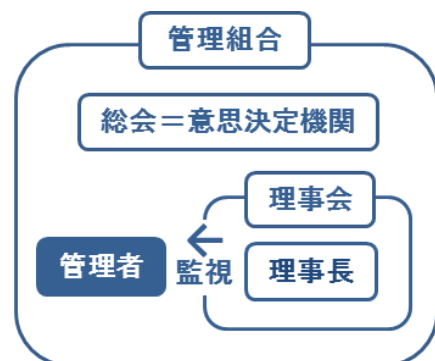 管理組合
総会＝意思決定機関
理事会
管理者
監視
理事長